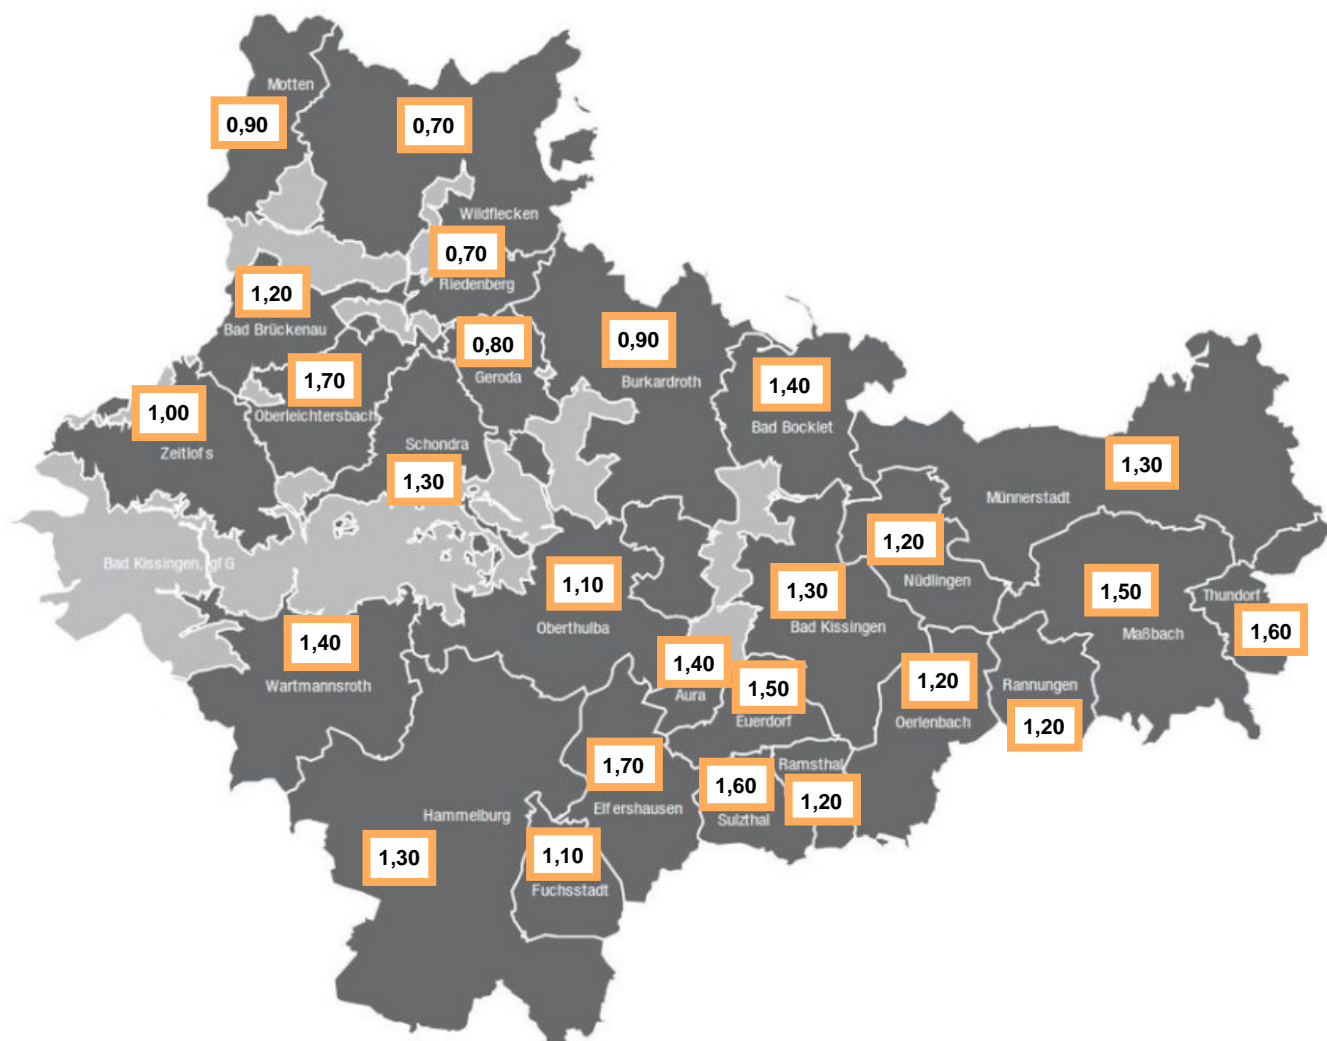 Motten
0,90
0,70
Wildflecken
0,70
Riedenberg
1,20
Bad Brückenau
0,80
Geroda
0,90
Burkardroth
1,40
Bad Bocklet
1,70
Oberleichtersbach
1,00
Zeitlofs
Schondra
1,30
1,30
Münnerstadt
1,20
Nüdlingen
Bad Kissingen, gfG
1,10
Oberthulba
1,30
Bad Kissingen
1,50
Maßbach
Thundorf
1,60
1,40
Wartmannsroth
1,40
Aura
1,50
Euerdorf
1,20
Oerlenbach
Rannungen
1,20
1,70
Elfershausen
1,60
Sulzthal
Ramsthal
1,20
Hammelburg
1,30
1,10
Fuchsstadt